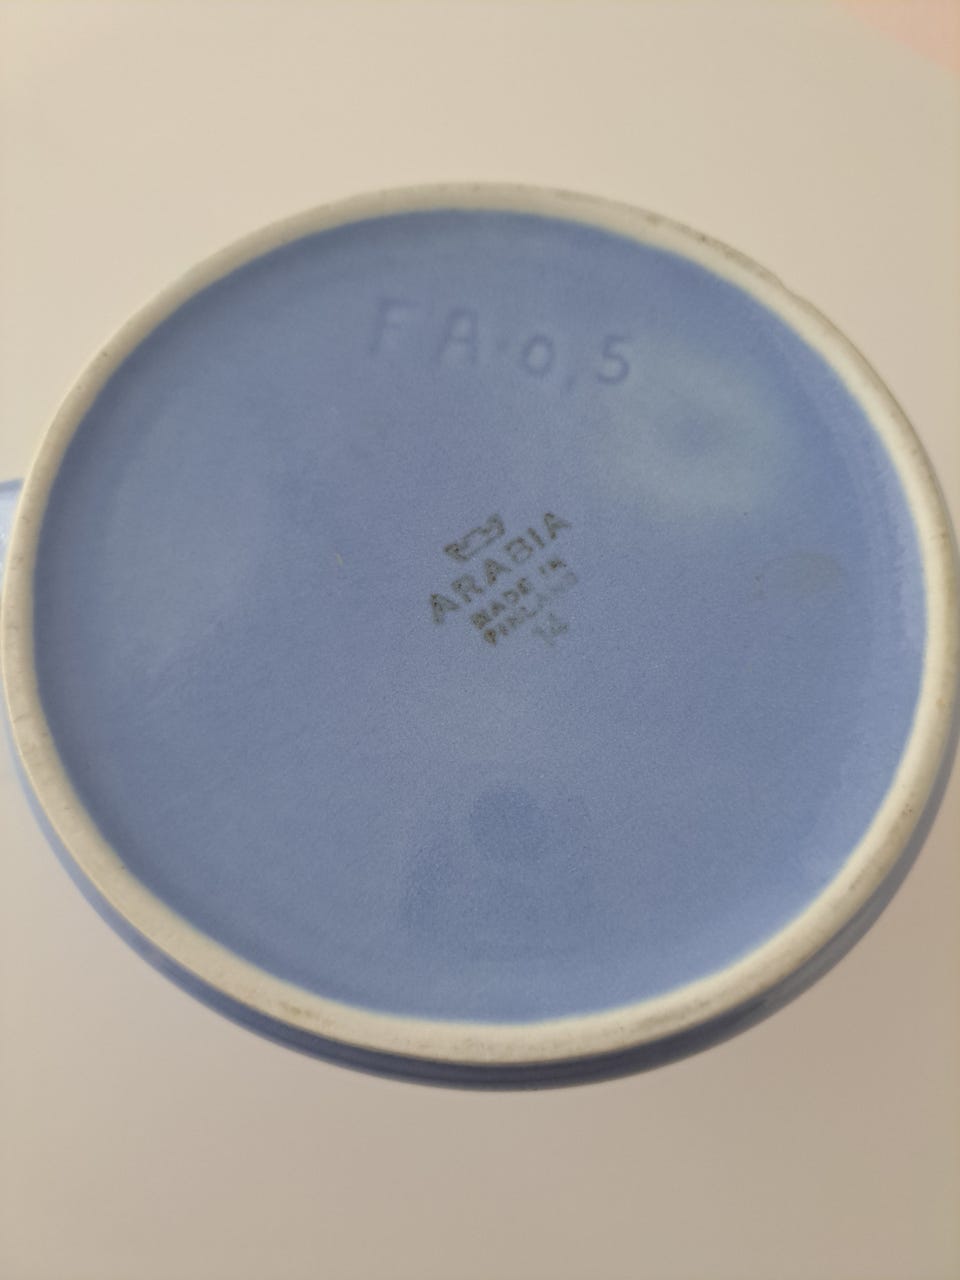 FA·0,5
ARABIA
MADE IN
FINLAND
14